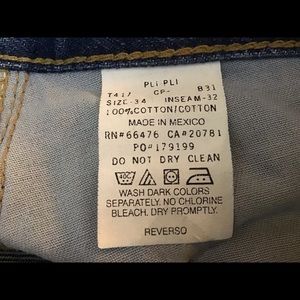 PLI-PLI
T417 CP- B31
SIZE-34 INSEAM-32
100%COTTON/COTTON
MADE IN MEXICO
RN#66476 CA#20781
PO#179199
DO NOT DRY CLEAN
WASH DARK COLORS
SEPARATELY. NO CHLORINE
BLEACH. DRY PROMPTLY.
REVERSO